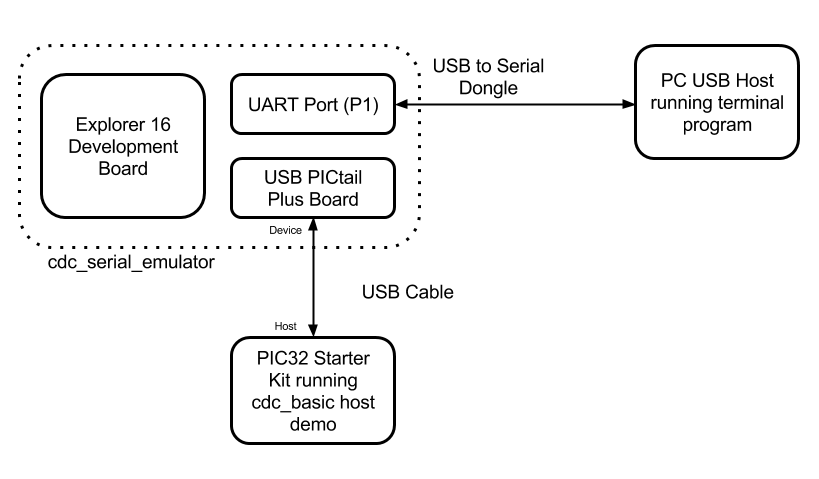 Explorer 16
Development
Board
UART Port (P1)
USB PICtail
Plus Board
Device
cdc_serial_emulator
USB to Serial
Dongle
PC USB Host
running terminal
program
USB Cable
Host
PIC32 Starter
Kit running
cdc_basic host
demo